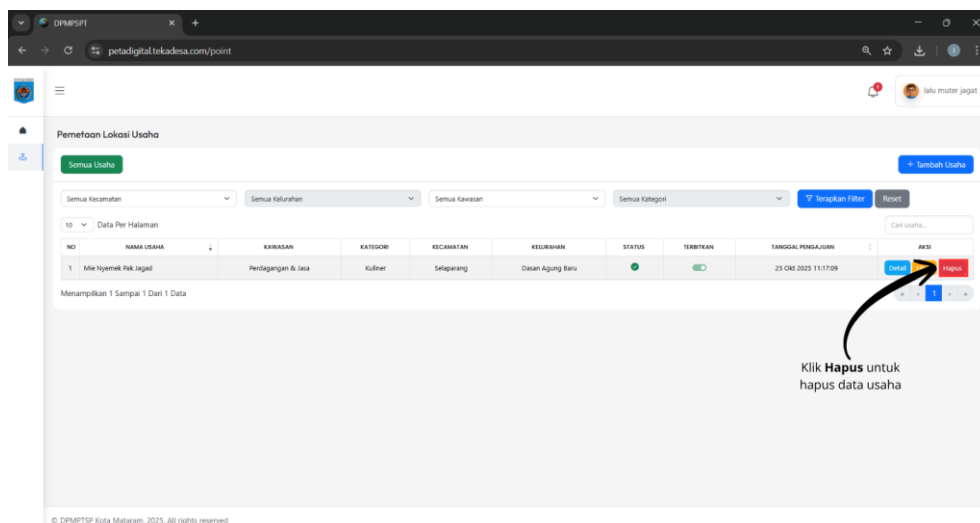 DPMPSPT
petadigital.tekadesa.com/point
1
lalu muter jagat
Pemetaan Lokasi Usaha
Semua Usaha
+ Tambah Usaha
Semua Kecamatan
Semua Kelurahan
Semua Kawasan
Semua Kategori
Terapkan Filter
Reset
10
Data Per Halaman
Cari usaha...
NO NAMA USAHA KAWASAN KATEGORI KECAMATAN KELURAHAN STATUS TERBITKAN TANGGAL PENGAJUAN AKSI
1 Mie Nyemek Pak Jagad Perdagangan & Jasa Kuliner Selaparang Dasan Agung Baru 25 Okt 2025 11:17:09 Detail Hapus
Menampilkan 1 Sampai 1 Dari 1 Data
« ‹ 1 › »
Klik Hapus untuk
hapus data usaha
© DPMPTSP Kota Mataram, 2025. All rights reserved